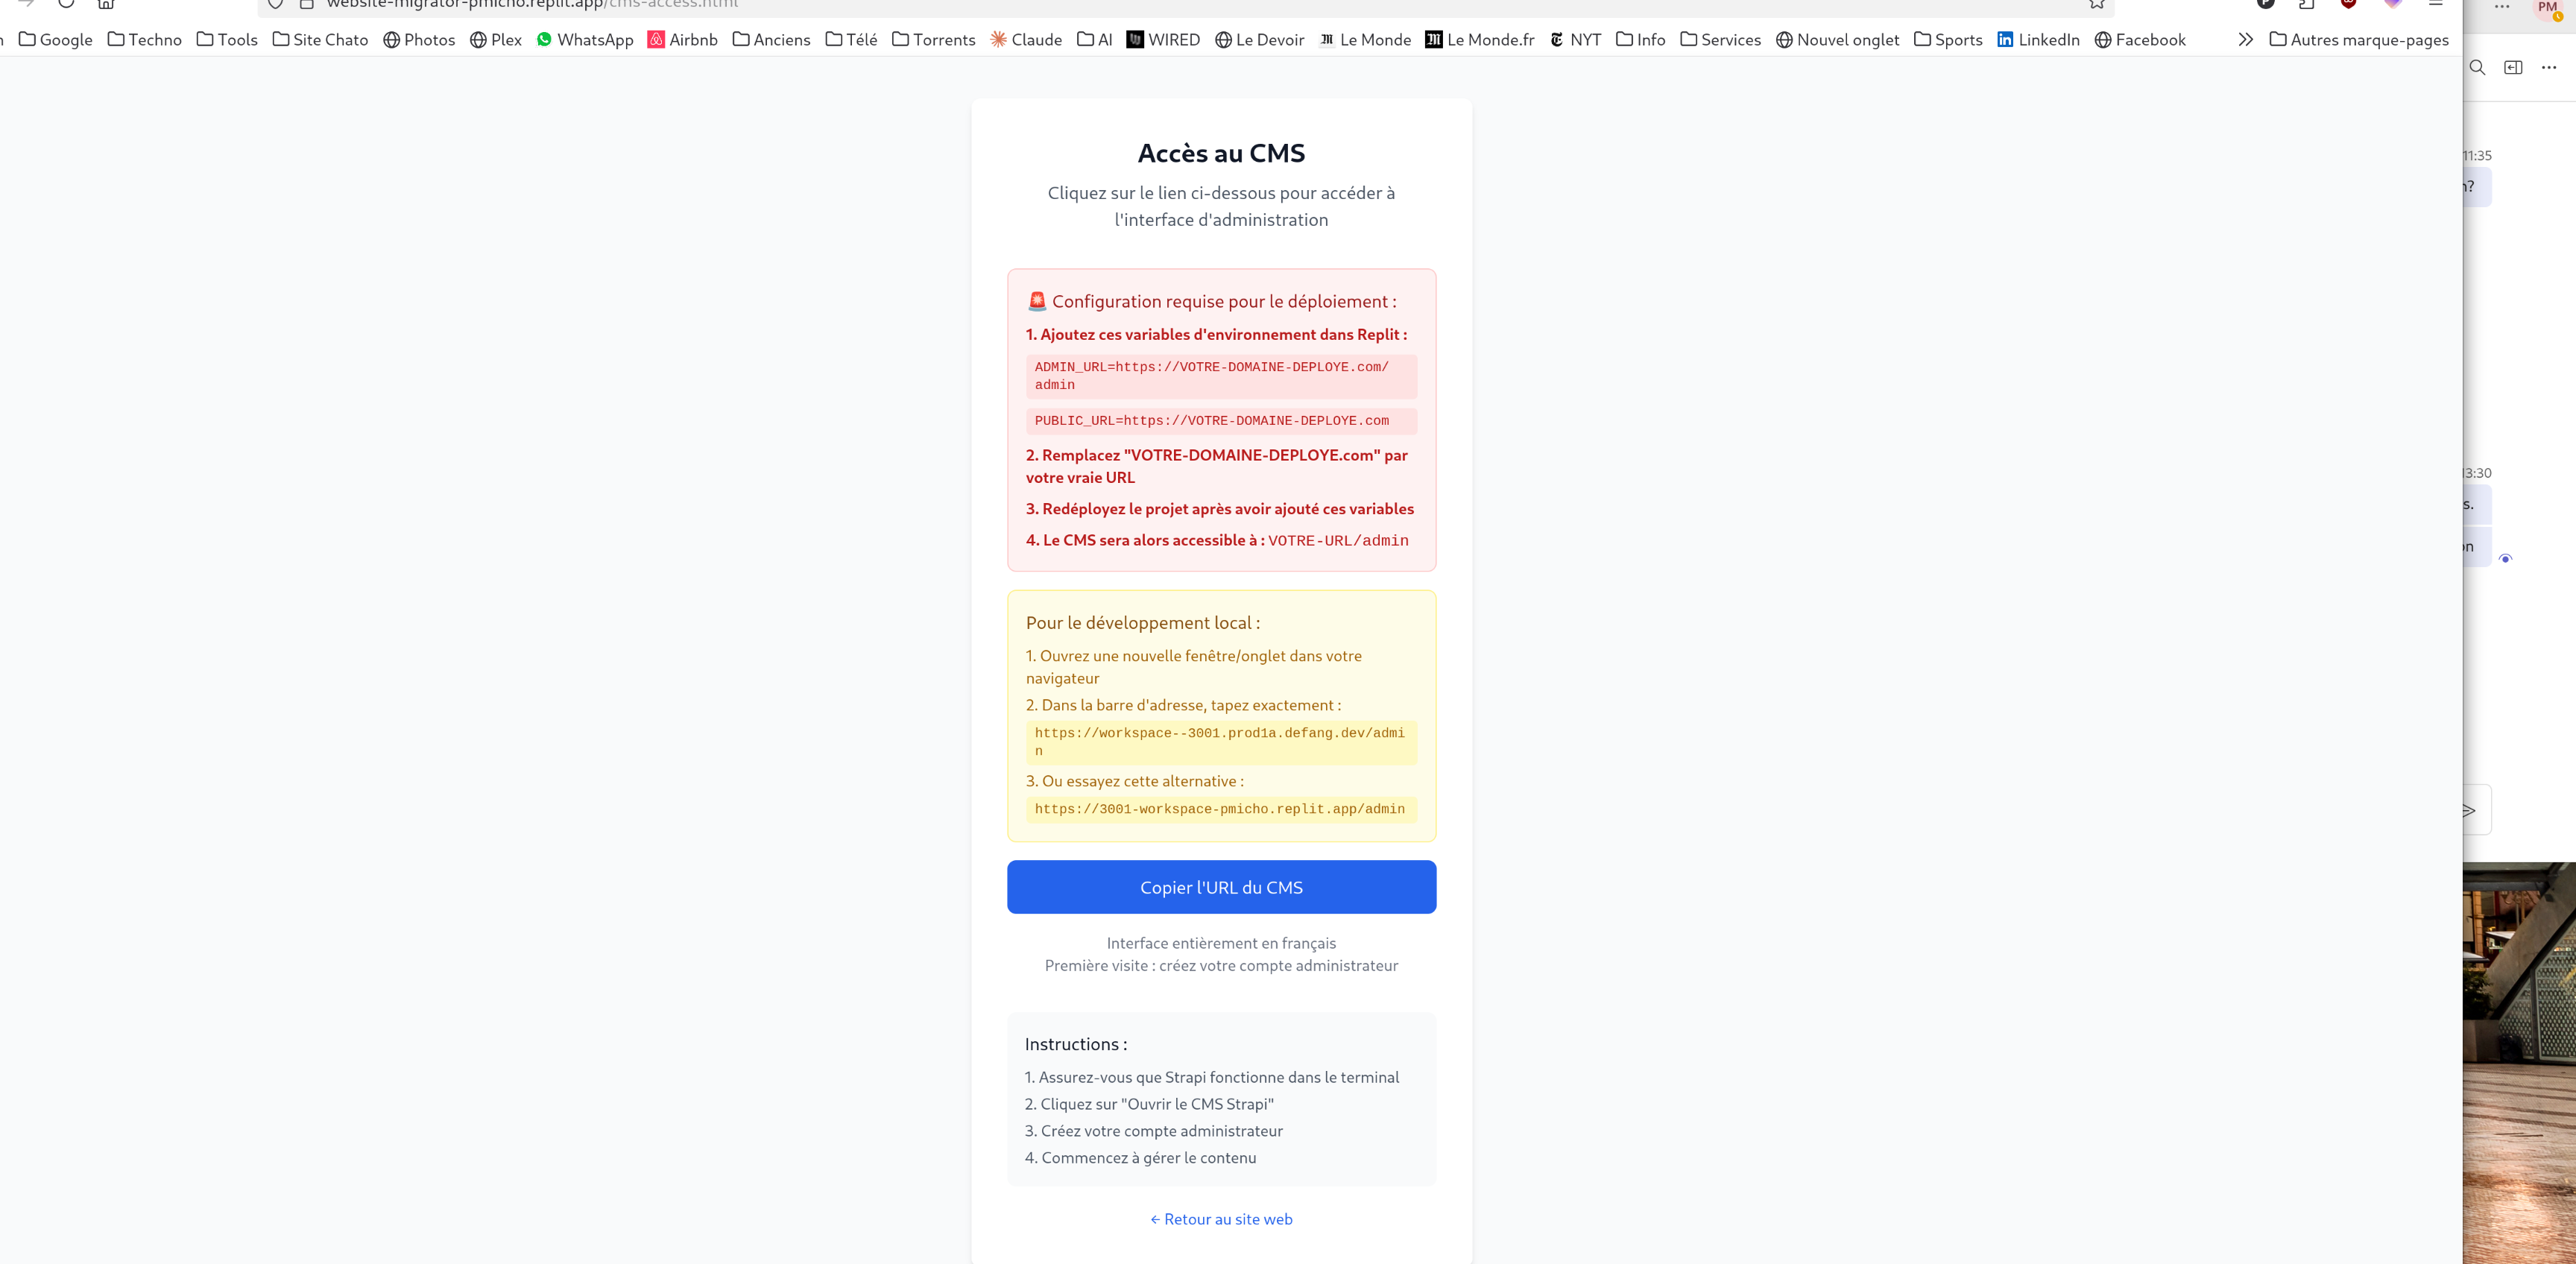 website-migrator-pmicho.replit.app/cms-access.html
PM
Google Techno Tools Site Chato Photos Plex WhatsApp Airbnb Anciens Télé Torrents Claude AI WIRED Le Devoir Le Monde Le Monde.fr NYT Info Services Nouvel onglet Sports LinkedIn Facebook Autres marque-pages
11:35
Accès au CMS
Cliquez sur le lien ci-dessous pour accéder à
l'interface d'administration
🚨 Configuration requise pour le déploiement :
1. Ajoutez ces variables d'environnement dans Replit :
ADMIN_URL=https://VOTRE-DOMAINE-DEPLOYE.com/
admin
PUBLIC_URL=https://VOTRE-DOMAINE-DEPLOYE.com
2. Remplacez "VOTRE-DOMAINE-DEPLOYE.com" par
votre vraie URL
3. Redéployez le projet après avoir ajouté ces variables
4. Le CMS sera alors accessible à : VOTRE-URL/admin
13:30
s.
on
Pour le développement local :
1. Ouvrez une nouvelle fenêtre/onglet dans votre
navigateur
2. Dans la barre d'adresse, tapez exactement :
https://workspace--3001.prod1a.defang.dev/admi
n
3. Ou essayez cette alternative :
https://3001-workspace-pmicho.replit.app/admin
Copier l'URL du CMS
Interface entièrement en français
Première visite : créez votre compte administrateur
Instructions :
1. Assurez-vous que Strapi fonctionne dans le terminal
2. Cliquez sur "Ouvrir le CMS Strapi"
3. Créez votre compte administrateur
4. Commencez à gérer le contenu
← Retour au site web